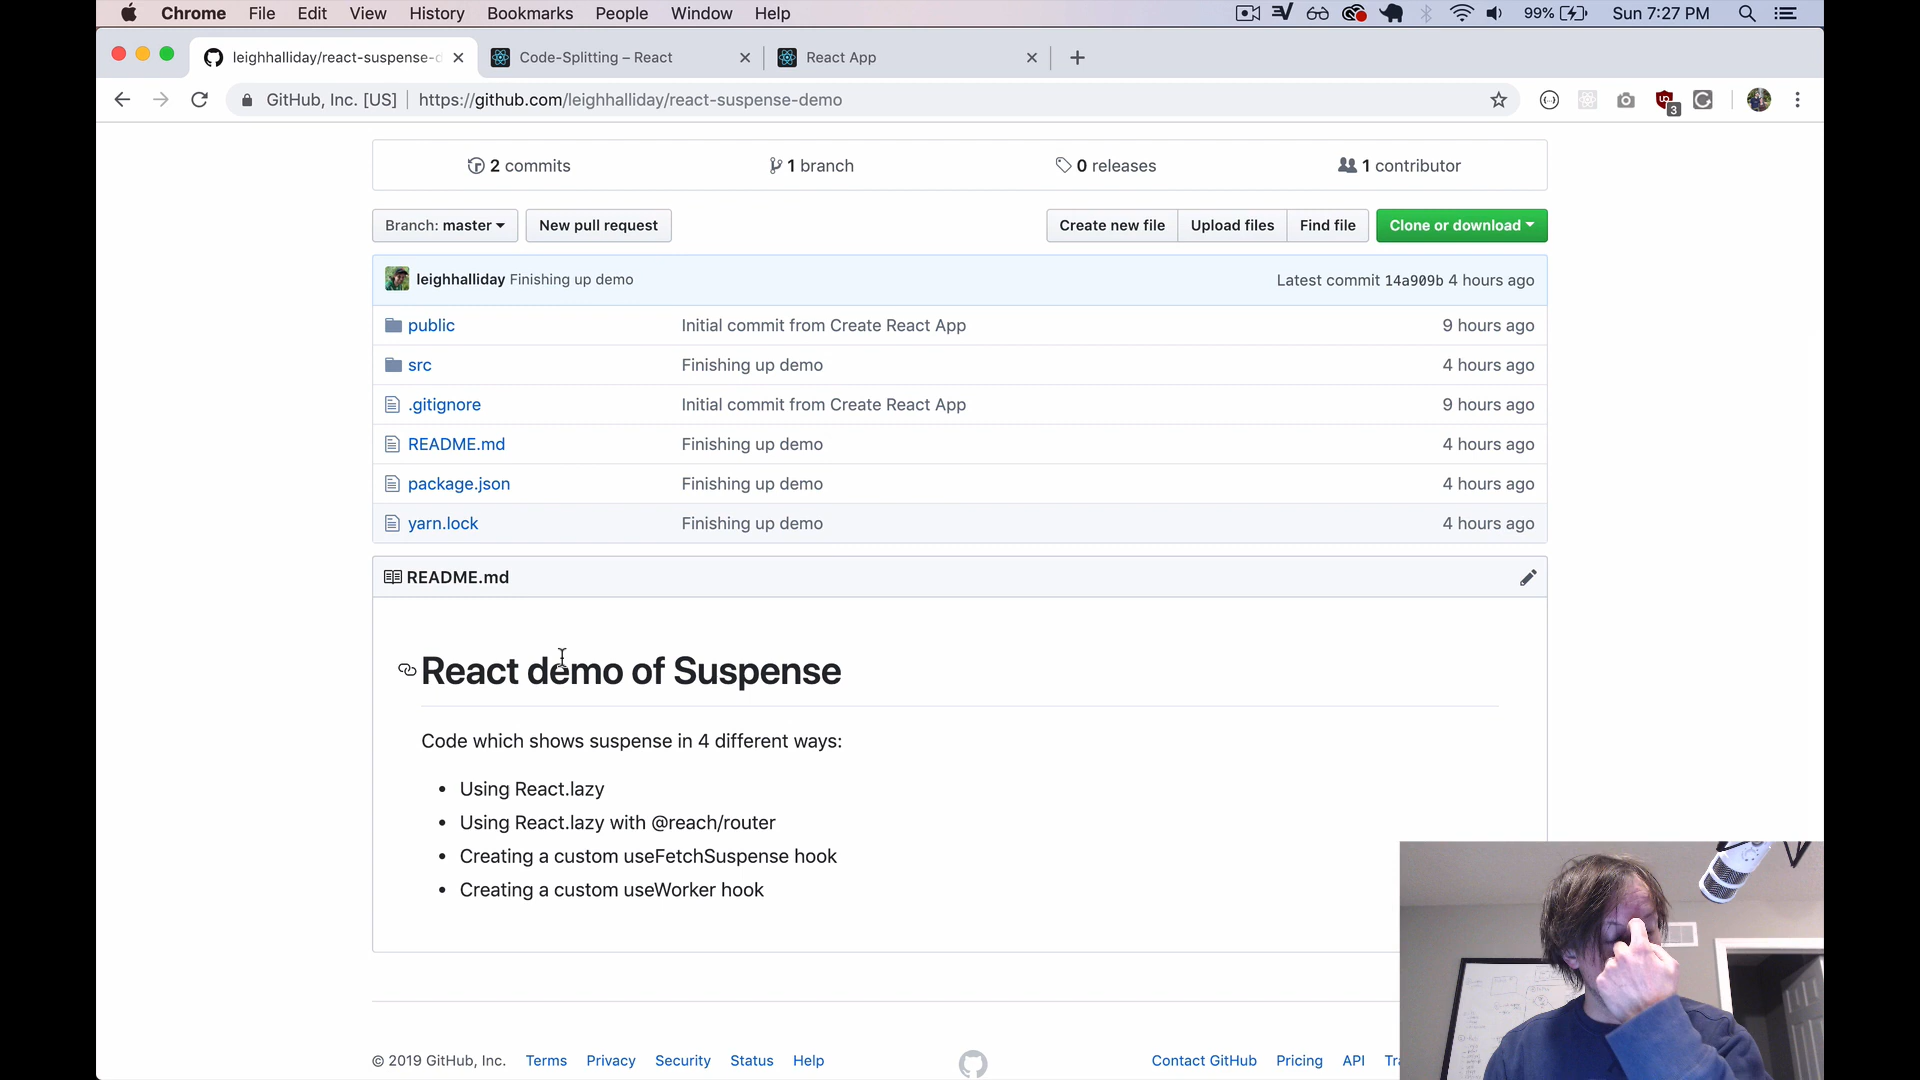 Chrome File Edit View History Bookmarks People Window Help 99% Sun 7:27 PM
leighhalliday/react-suspense-d Code-Splitting – React React App
GitHub, Inc. [US] https://github.com/leighhalliday/react-suspense-demo 3
2 commits 1 branch 0 releases 1 contributor
Branch: master New pull request Create new file Upload files Find file Clone or download
leighhalliday Finishing up demo Latest commit 14a909b 4 hours ago
public Initial commit from Create React App 9 hours ago
src Finishing up demo 4 hours ago
.gitignore Initial commit from Create React App 9 hours ago
README.md Finishing up demo 4 hours ago
package.json Finishing up demo 4 hours ago
yarn.lock Finishing up demo 4 hours ago
README.md
React demo of Suspense
Code which shows suspense in 4 different ways:
• Using React.lazy
• Using React.lazy with @reach/router
• Creating a custom useFetchSuspense hook
• Creating a custom useWorker hook
© 2019 GitHub, Inc. Terms Privacy Security Status Help Contact GitHub Pricing API Tr